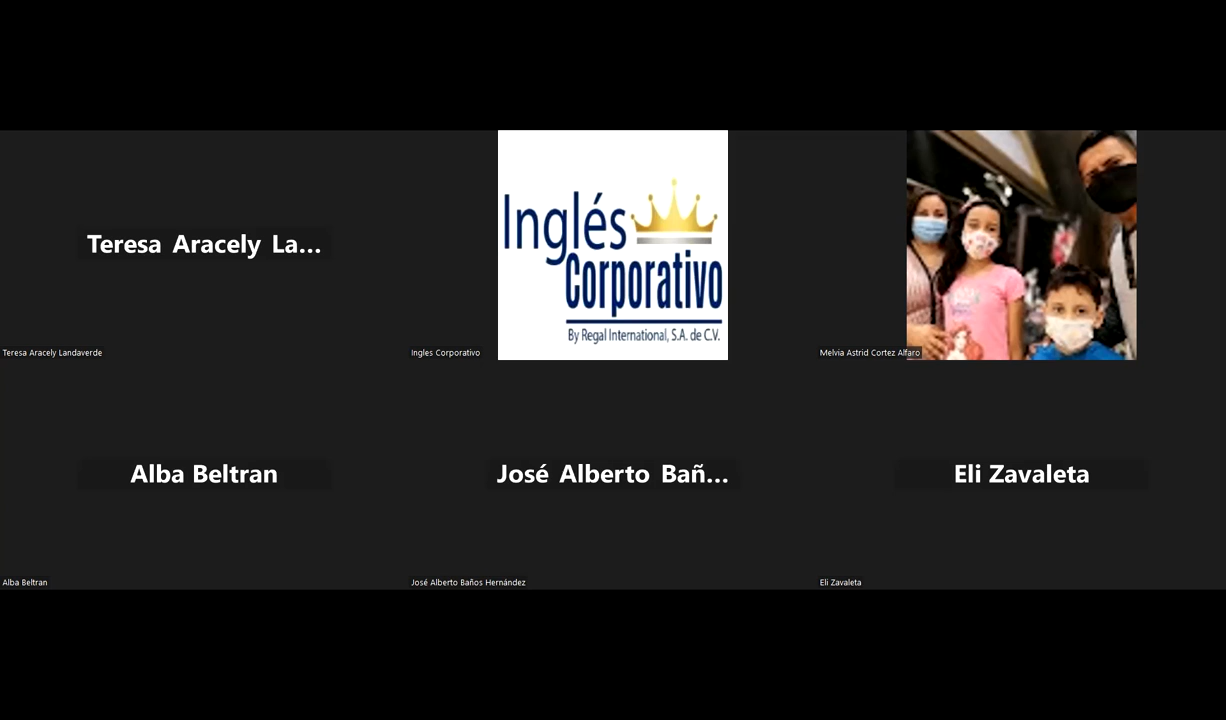 Teresa Aracely La...
Teresa Aracely Landaverde
Inglés
Corporativo
By Regal International, S.A. de C.V.
Ingles Corporativo
Melvia Astrid Cortez Alfaro
Alba Beltran
Alba Beltran
José Alberto Bañ...
José Alberto Baños Hernández
Eli Zavaleta
Eli Zavaleta